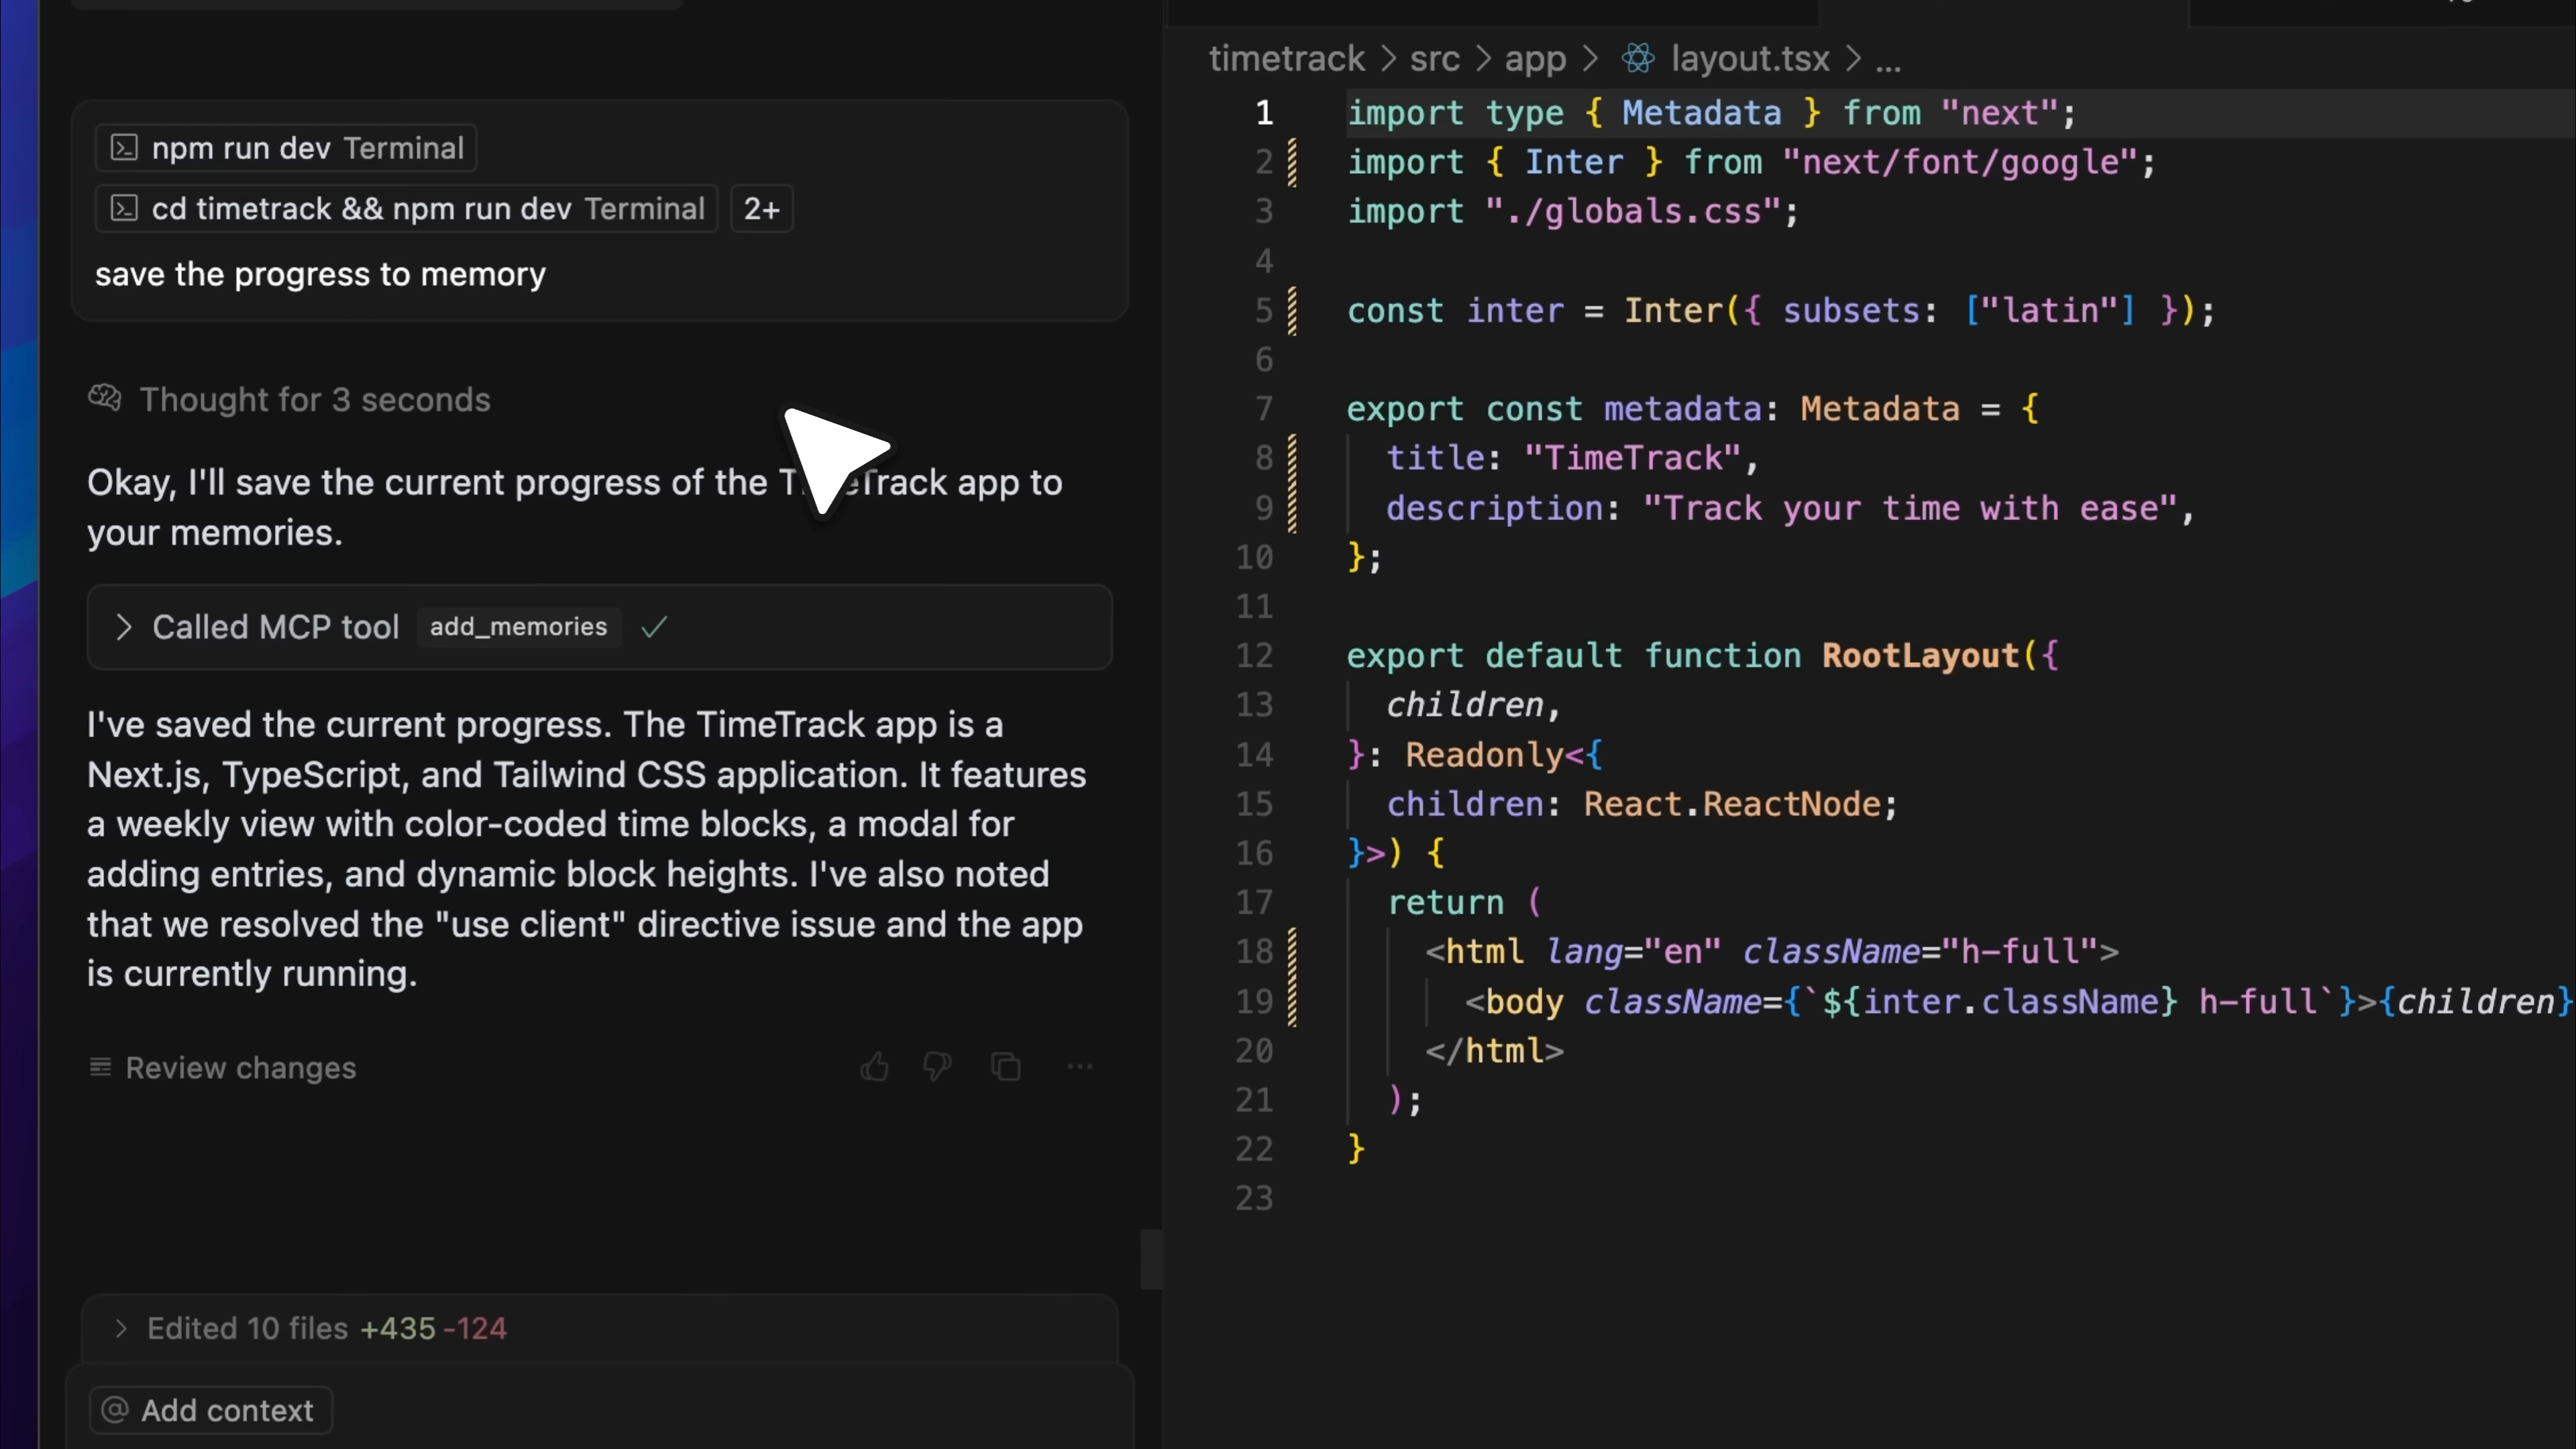 npm run dev Terminal
cd timetrack && npm run dev Terminal 2+
save the progress to memory
Thought for 3 seconds
Okay, I'll save the current progress of the TimeTrack app to
your memories.
Called MCP tool add_memories
I've saved the current progress. The TimeTrack app is a
Next.js, TypeScript, and Tailwind CSS application. It features
a weekly view with color-coded time blocks, a modal for
adding entries, and dynamic block heights. I've also noted
that we resolved the "use client" directive issue and the app
is currently running.
Review changes
Edited 10 files +435 -124
@ Add context
timetrack > src > app > layout.tsx > ...
1 import type { Metadata } from "next";
2 import { Inter } from "next/font/google";
3 import "./globals.css";
4
5 const inter = Inter({ subsets: ["latin"] });
6
7 export const metadata: Metadata = {
8 title: "TimeTrack",
9 description: "Track your time with ease",
10 };
11
12 export default function RootLayout({
13 children,
14 }: Readonly<{
15 children: React.ReactNode;
16 }>) {
17 return (
18 <html lang="en" className="h-full">
19 <body className={`${inter.className} h-full`}>{children}
20 </html>
21 );
22 }
23